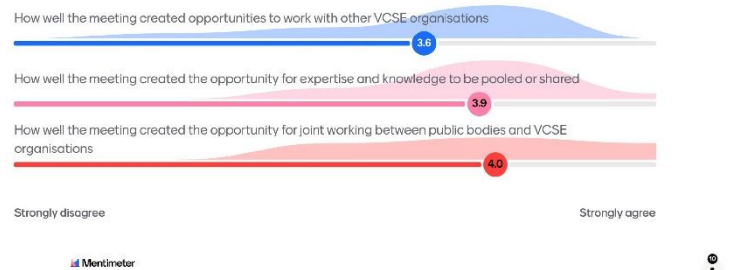 How well the meeting created opportunities to work with other VCSE organisations
3.6
How well the meeting created the opportunity for expertise and knowledge to be pooled or shared
3.9
How well the meeting created the opportunity for joint working between public bodies and VCSE
organisations
4.0
Strongly disagree
Strongly agree
Mentimeter
10